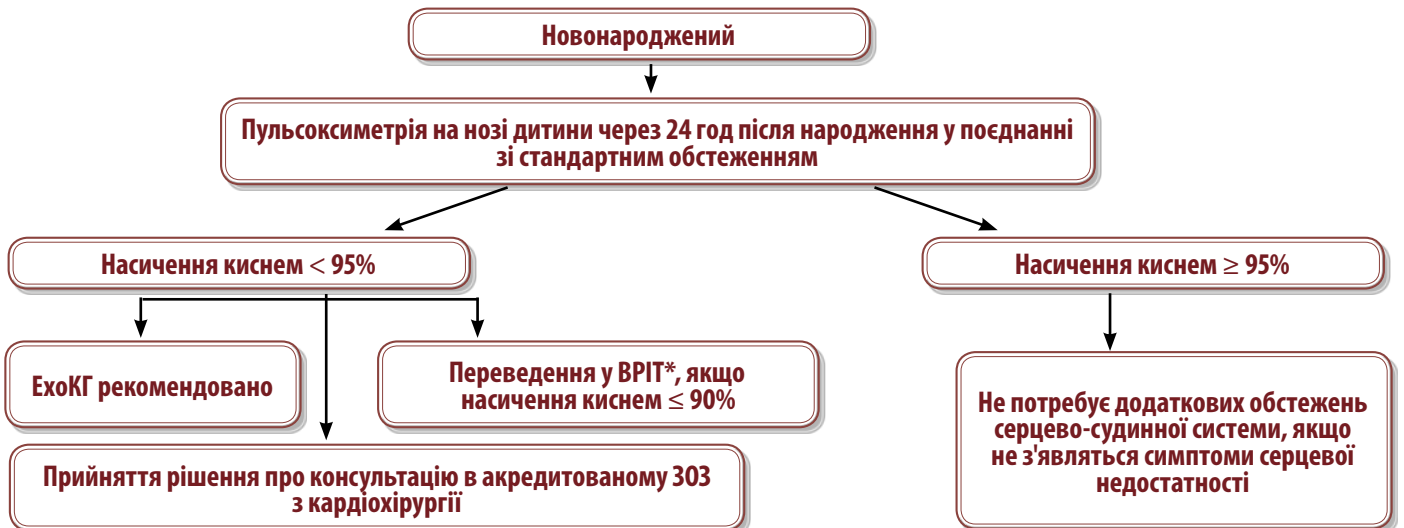 Новонароджений
Пульсоксиметрія на нозі дитини через 24 год після народження у поєднанні
зі стандартним обстеженням
Насичення киснем < 95%
Насичення киснем ≥ 95%
ЕхоКГ рекомендовано
Переведення у ВРІТ*, якщо
насичення киснем ≤ 90%
Не потребує додаткових обстежень
серцево-судинної системи, якщо
не з'являться симптоми серцевої
недостатності
Прийняття рішення про консультацію в акредитованому ЗОЗ
з кардіохірургії